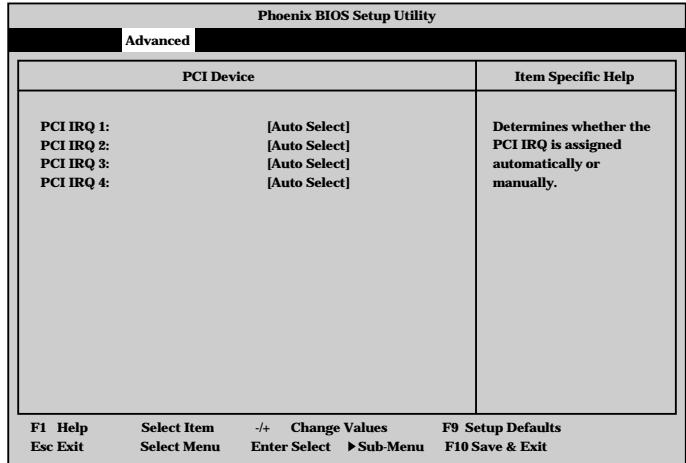 Phoenix BIOS Setup Utility
Advanced
PCI Device
Item Specific Help
PCI IRQ 1: [Auto Select]
PCI IRQ 2: [Auto Select]
PCI IRQ 3: [Auto Select]
PCI IRQ 4: [Auto Select]
Determines whether the
PCI IRQ is assigned
automatically or
manually.
F1 Help Select Item -/+ Change Values F9 Setup Defaults
Esc Exit Select Menu Enter Select ▶Sub-Menu F10 Save & Exit